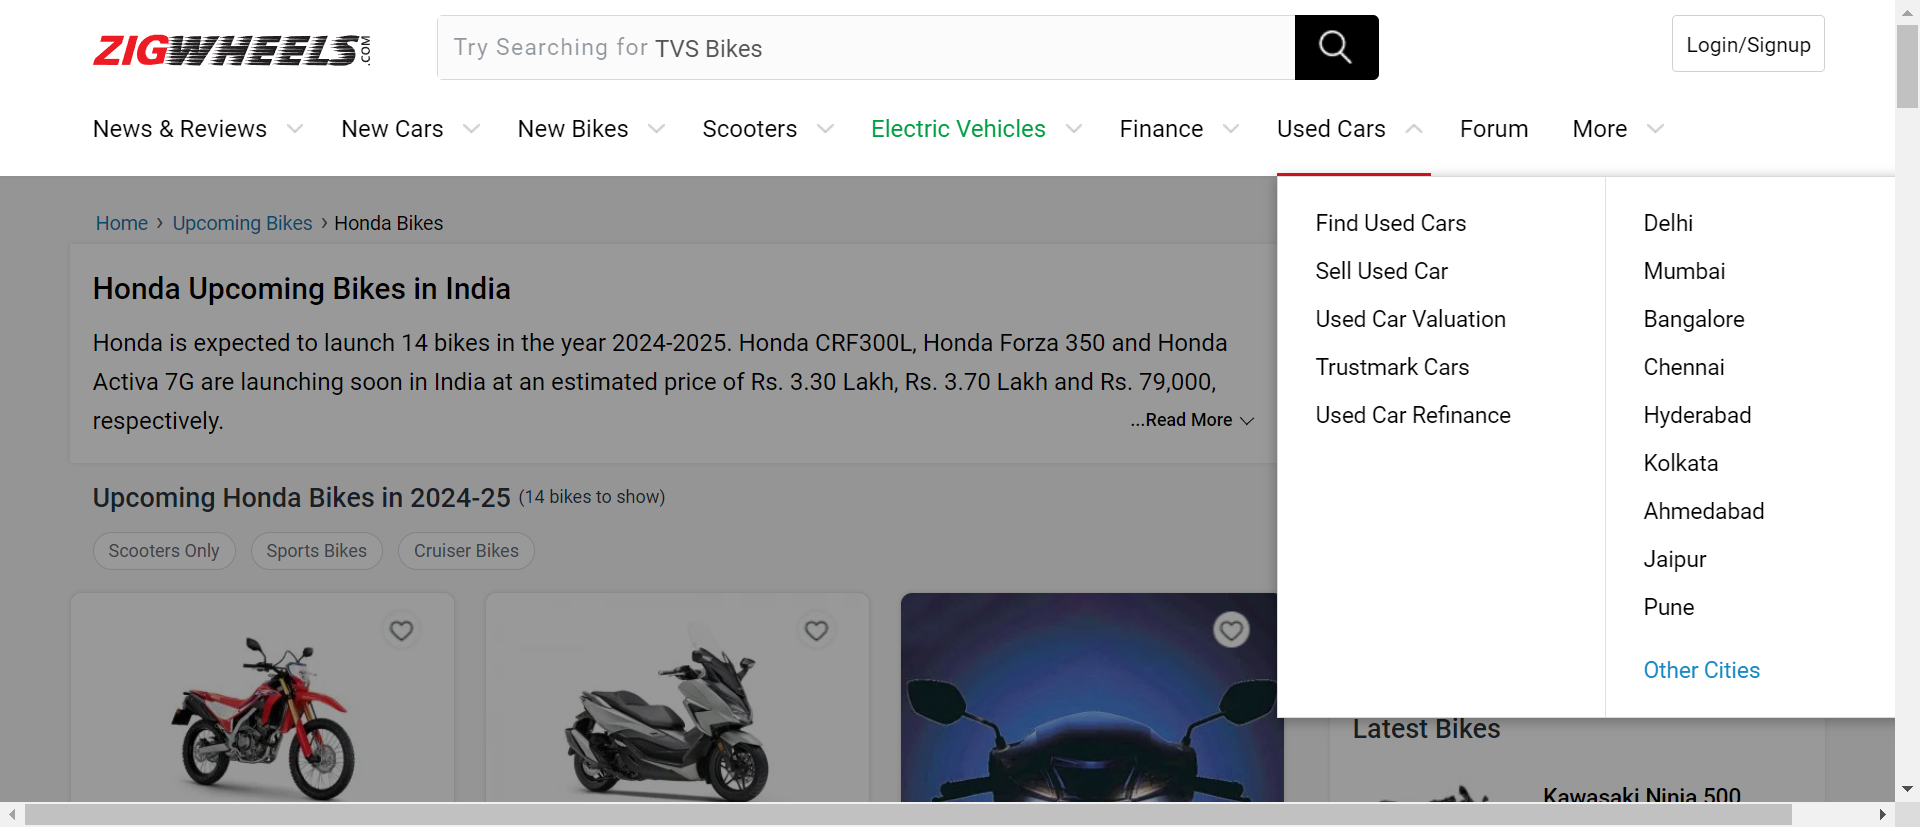 ZIGWHEELS.COM
Try Searching for TVS Bikes
Login/Signup
News & Reviews
New Cars
New Bikes
Scooters
Electric Vehicles
Finance
Used Cars
Forum
More
Home › Upcoming Bikes › Honda Bikes
Honda Upcoming Bikes in India
Honda is expected to launch 14 bikes in the year 2024-2025. Honda CRF300L, Honda Forza 350 and Honda
Activa 7G are launching soon in India at an estimated price of Rs. 3.30 Lakh, Rs. 3.70 Lakh and Rs. 79,000,
respectively.
...Read More
Upcoming Honda Bikes in 2024-25 (14 bikes to show)
Scooters Only
Sports Bikes
Cruiser Bikes
Find Used Cars
Sell Used Car
Used Car Valuation
Trustmark Cars
Used Car Refinance
Delhi
Mumbai
Bangalore
Chennai
Hyderabad
Kolkata
Ahmedabad
Jaipur
Pune
Other Cities
Latest Bikes
Kawasaki Ninja 500